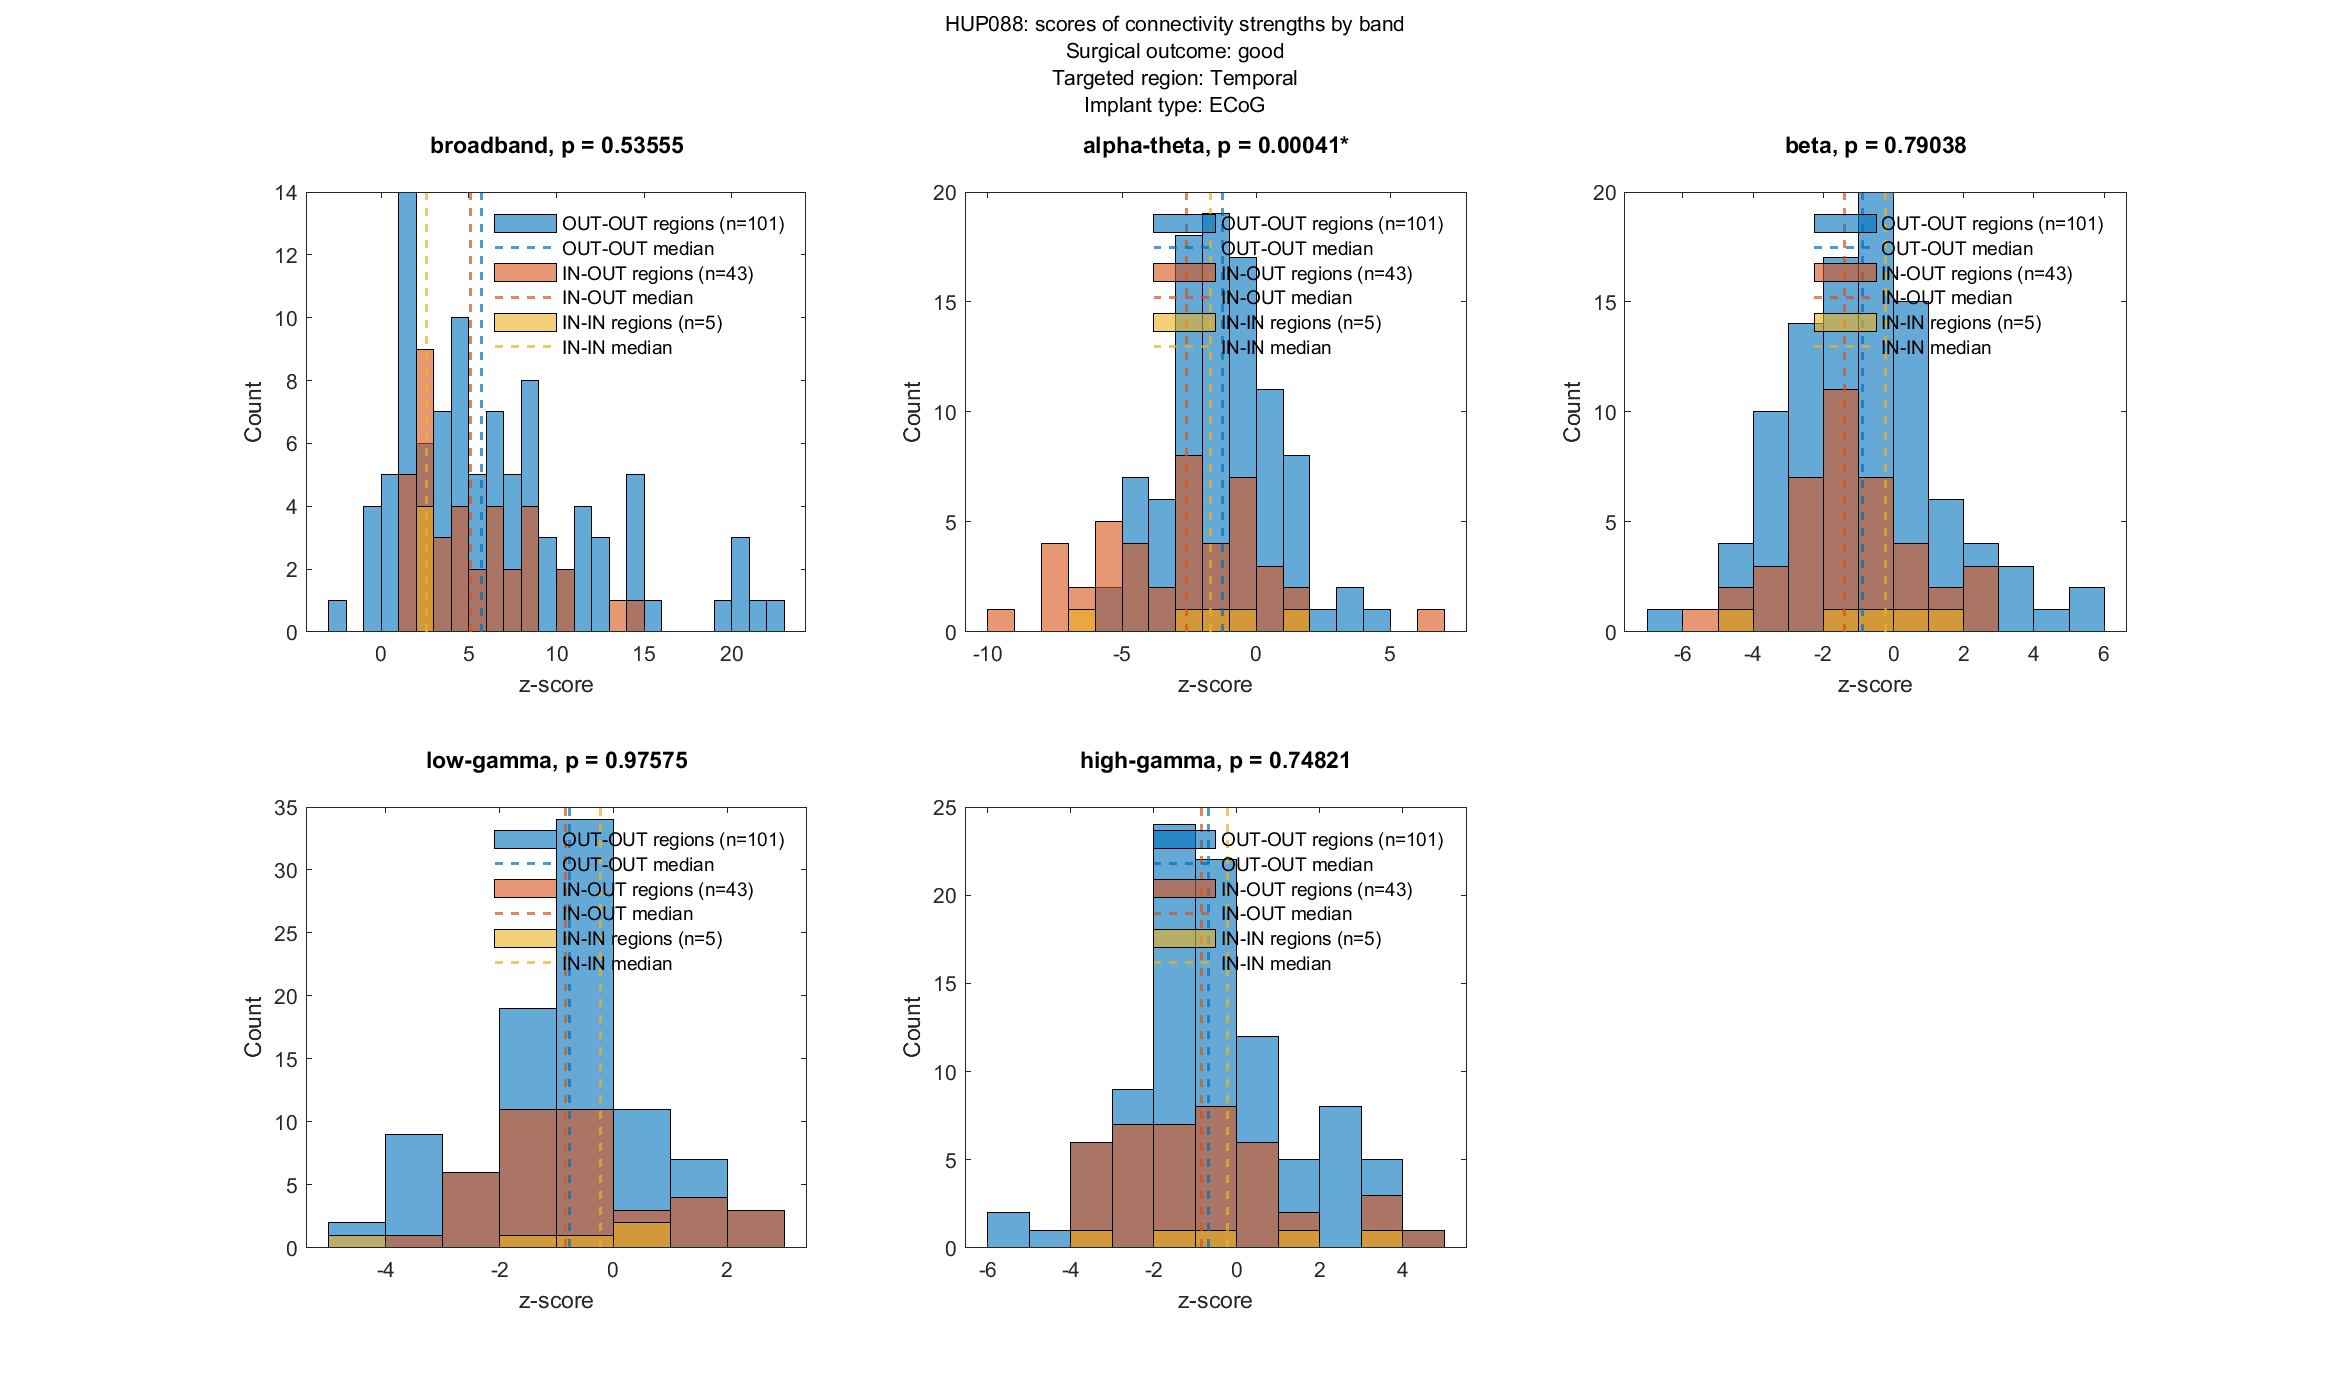 HUP088: scores of connectivity strengths by band
Surgical outcome: good
Targeted region: Temporal
Implant type: ECoG
broadband, p = 0.53555
14
12
10
8
6
4
2
0
Count
0 5 10 15 20
z-score
OUT-OUT regions (n=101)
OUT-OUT median
IN-OUT regions (n=43)
IN-OUT median
IN-IN regions (n=5)
IN-IN median
alpha-theta, p = 0.00041*
20
15
10
5
0
Count
-10 -5 0 5
z-score
OUT-OUT regions (n=101)
OUT-OUT median
IN-OUT regions (n=43)
IN-OUT median
IN-IN regions (n=5)
IN-IN median
beta, p = 0.79038
20
15
10
5
0
Count
-6 -4 -2 0 2 4 6
z-score
OUT-OUT regions (n=101)
OUT-OUT median
IN-OUT regions (n=43)
IN-OUT median
IN-IN regions (n=5)
IN-IN median
low-gamma, p = 0.97575
35
30
25
20
15
10
5
0
Count
-4 -2 0 2
z-score
OUT-OUT regions (n=101)
OUT-OUT median
IN-OUT regions (n=43)
IN-OUT median
IN-IN regions (n=5)
IN-IN median
high-gamma, p = 0.74821
25
20
15
10
5
0
Count
-6 -4 -2 0 2 4
z-score
OUT-OUT regions (n=101)
OUT-OUT median
IN-OUT regions (n=43)
IN-OUT median
IN-IN regions (n=5)
IN-IN median